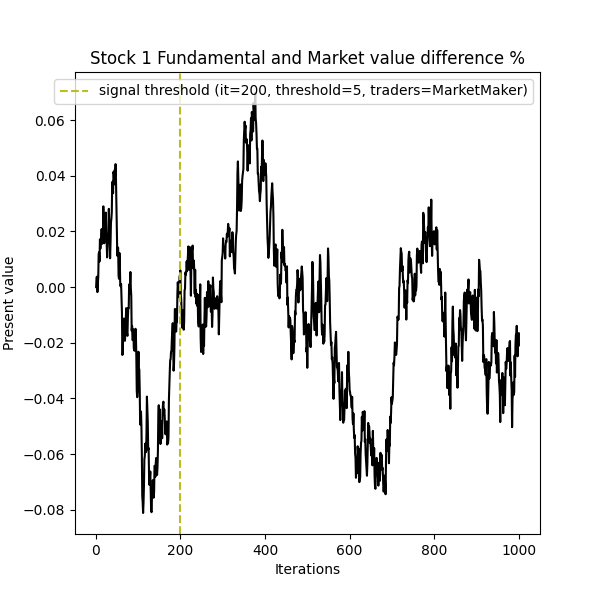 Stock 1 Fundamental and Market value difference %
signal threshold (it=200, threshold=5, traders=MarketMaker)
0.06
0.04
0.02
0.00
−0.02
−0.04
−0.06
−0.08
Present value
0 200 400 600 800 1000
Iterations